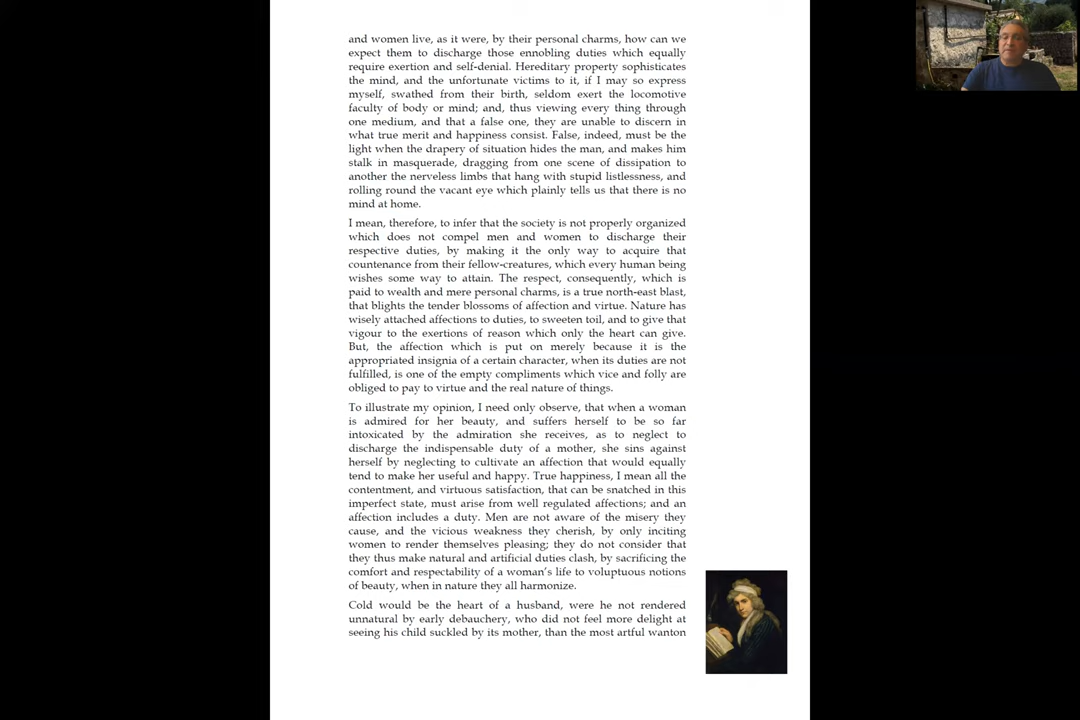 and women live, as it were, by their personal charms, how can we
expect them to discharge those ennobling duties which equally
require exertion and self-denial. Hereditary property sophisticates
the mind, and the unfortunate victims to it, if I may so express
myself, swathed from their birth, seldom exert the locomotive
faculty of body or mind; and, thus viewing every thing through
one medium, and that a false one, they are unable to discern in
what true merit and happiness consist. False, indeed, must be the
light when the drapery of situation hides the man, and makes him
stalk in masquerade, dragging from one scene of dissipation to
another the nerveless limbs that hang with stupid listlessness, and
rolling round the vacant eye which plainly tells us that there is no
mind at home.
I mean, therefore, to infer that the society is not properly organized
which does not compel men and women to discharge their
respective duties, by making it the only way to acquire that
countenance from their fellow-creatures, which every human being
wishes some way to attain. The respect, consequently, which is
paid to wealth and mere personal charms, is a true north-east blast,
that blights the tender blossoms of affection and virtue. Nature has
wisely attached affections to duties, to sweeten toil, and to give that
vigour to the exertions of reason which only the heart can give.
But, the affection which is put on merely because it is the
appropriated insignia of a certain character, when its duties are not
fulfilled, is one of the empty compliments which vice and folly are
obliged to pay to virtue and the real nature of things.
To illustrate my opinion, I need only observe, that when a woman
is admired for her beauty, and suffers herself to be so far
intoxicated by the admiration she receives, as to neglect to
discharge the indispensable duty of a mother, she sins against
herself by neglecting to cultivate an affection that would equally
tend to make her useful and happy. True happiness, I mean all the
contentment, and virtuous satisfaction, that can be snatched in this
imperfect state, must arise from well regulated affections; and an
affection includes a duty. Men are not aware of the misery they
cause, and the vicious weakness they cherish, by only inciting
women to render themselves pleasing; they do not consider that
they thus make natural and artificial duties clash, by sacrificing the
comfort and respectability of a woman's life to voluptuous notions
of beauty, when in nature they all harmonize.
Cold would be the heart of a husband, were he not rendered
unnatural by early debauchery, who did not feel more delight at
seeing his child suckled by its mother, than the most artful wanton